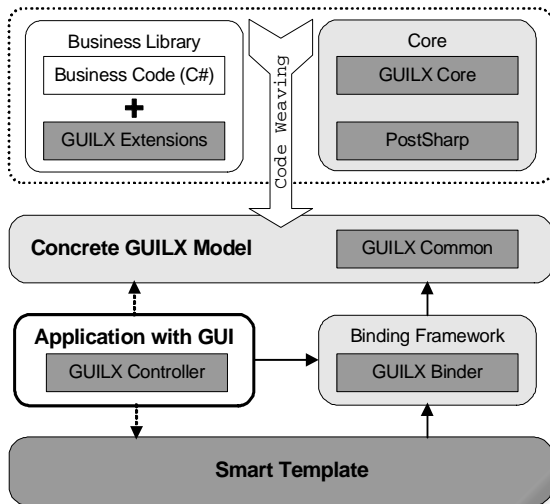 Business Library
Business Code (C#)
+
GUILX Extensions
Code Weaving
Core
GUILX Core
PostSharp
Concrete GUILX Model
GUILX Common
Application with GUI
GUILX Controller
Binding Framework
GUILX Binder
Smart Template